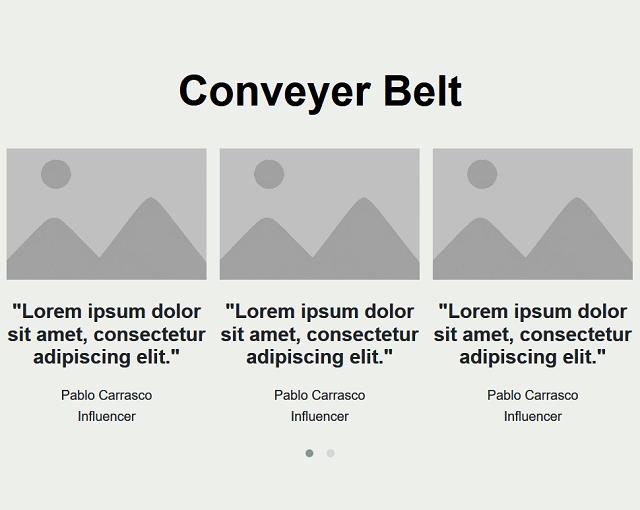 Conveyer Belt
"Lorem ipsum dolor
sit amet, consectetur
adipiscing elit."
Pablo Carrasco
Influencer
"Lorem ipsum dolor
sit amet, consectetur
adipiscing elit."
Pablo Carrasco
Influencer
"Lorem ipsum dolor
sit amet, consectetur
adipiscing elit."
Pablo Carrasco
Influencer